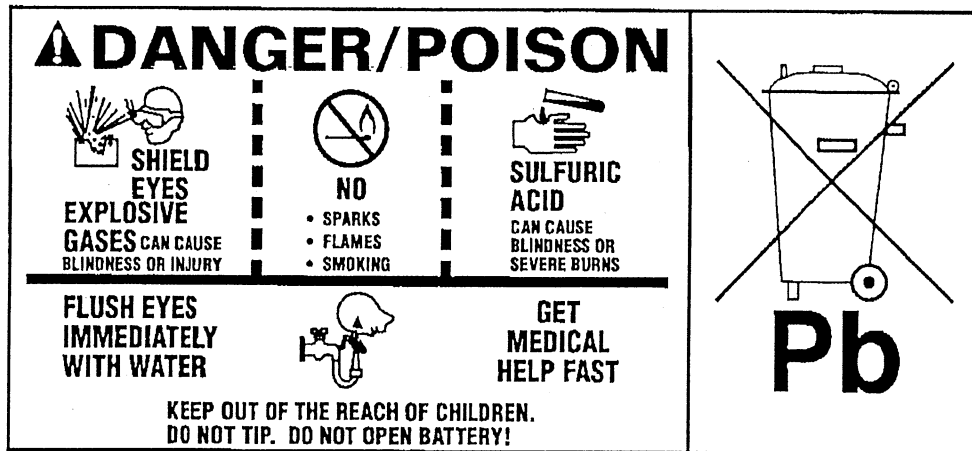 DANGER/POISON
SHIELD
EYES
EXPLOSIVE
GASES CAN CAUSE
BLINDNESS OR INJURY
NO
• SPARKS
• FLAMES
• SMOKING
SULFURIC
ACID
CAN CAUSE
BLINDNESS OR
SEVERE BURNS
FLUSH EYES
IMMEDIATELY
WITH WATER
GET
MEDICAL
HELP FAST
KEEP OUT OF THE REACH OF CHILDREN.
DO NOT TIP. DO NOT OPEN BATTERY!
Pb